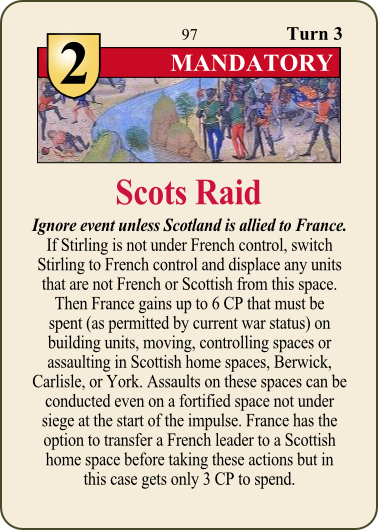 97
Turn 3
2
MANDATORY
Scots Raid
Ignore event unless Scotland is allied to France.
If Stirling is not under French control, switch
Stirling to French control and displace any units
that are not French or Scottish from this space.
Then France gains up to 6 CP that must be
spent (as permitted by current war status) on
building units, moving, controlling spaces or
assaulting in Scottish home spaces, Berwick,
Carlisle, or York. Assaults on these spaces can be
conducted even on a fortified space not under
siege at the start of the impulse. France has the
option to transfer a French leader to a Scottish
home space before taking these actions but in
this case gets only 3 CP to spend.